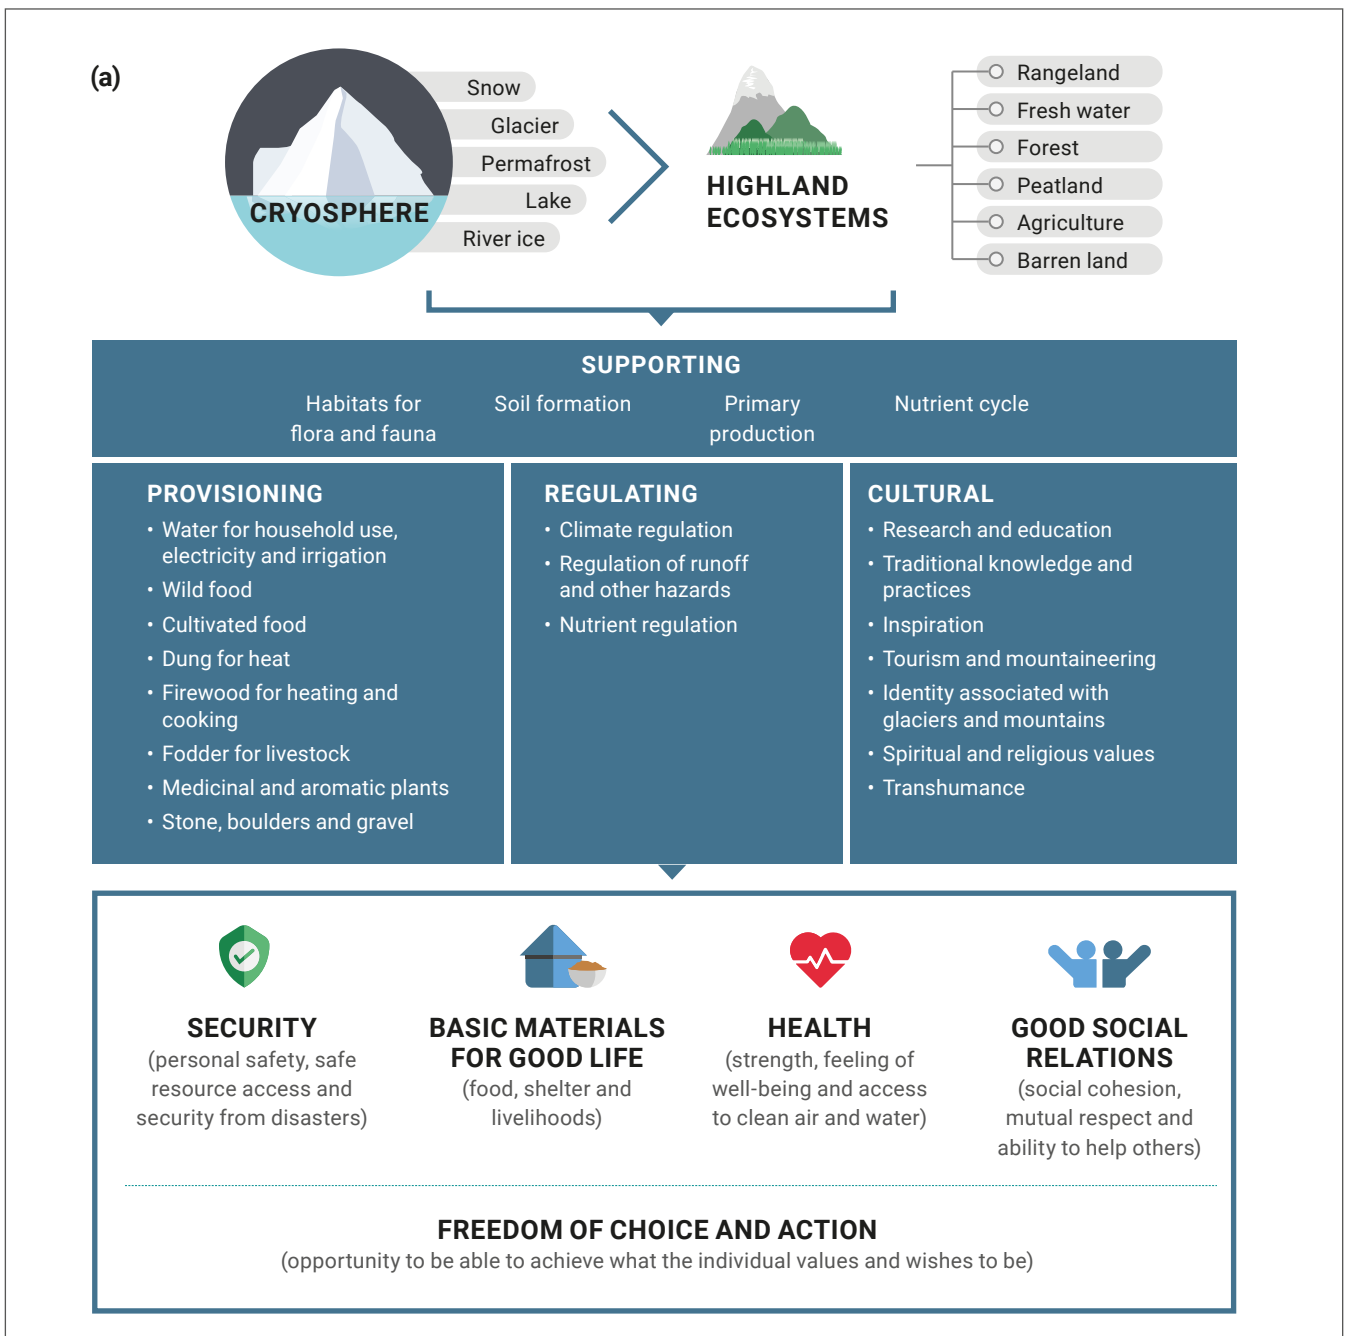 (a)
Snow
Glacier
Permafrost
Lake
River ice
CRYOSPHERE
HIGHLAND
ECOSYSTEMS
Rangeland
Fresh water
Forest
Peatland
Agriculture
Barren land
SUPPORTING
Habitats for
flora and fauna
Soil formation
Primary
production
Nutrient cycle
PROVISIONING
• Water for household use,
electricity and irrigation
• Wild food
• Cultivated food
• Dung for heat
• Firewood for heating and
cooking
• Fodder for livestock
• Medicinal and aromatic plants
• Stone, boulders and gravel
REGULATING
• Climate regulation
• Regulation of runoff
and other hazards
• Nutrient regulation
CULTURAL
• Research and education
• Traditional knowledge and
practices
• Inspiration
• Tourism and mountaineering
• Identity associated with
glaciers and mountains
• Spiritual and religious values
• Transhumance
SECURITY
(personal safety, safe
resource access and
security from disasters)
BASIC MATERIALS
FOR GOOD LIFE
(food, shelter and
livelihoods)
HEALTH
(strength, feeling of
well-being and access
to clean air and water)
GOOD SOCIAL
RELATIONS
(social cohesion,
mutual respect and
ability to help others)
FREEDOM OF CHOICE AND ACTION
(opportunity to be able to achieve what the individual values and wishes to be)